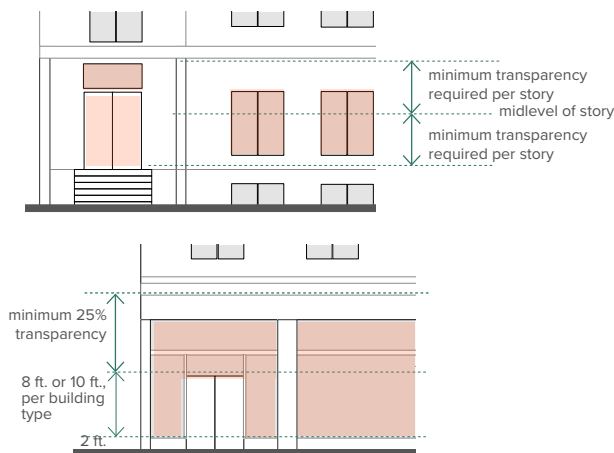 minimum transparency
required per story
midlevel of story
minimum transparency
required per story
minimum 25%
transparency
8 ft. or 10 ft.,
per building
type
2 ft.